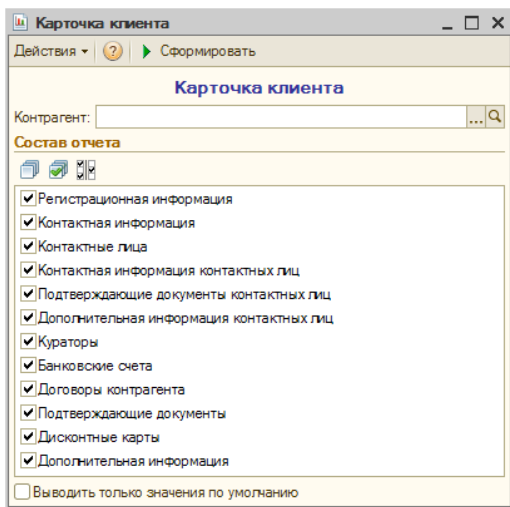 Карточка клиента
Действия ? Сформировать
Карточка клиента
Контрагент: ...
Состав отчета
Регистрационная информация
Контактная информация
Контактные лица
Контактная информация контактных лиц
Подтверждающие документы контактных лиц
Дополнительная информация контактных лиц
Кураторы
Банковские счета
Договоры контрагента
Подтверждающие документы
Дисконтные карты
Дополнительная информация
Выводить только значения по умолчанию